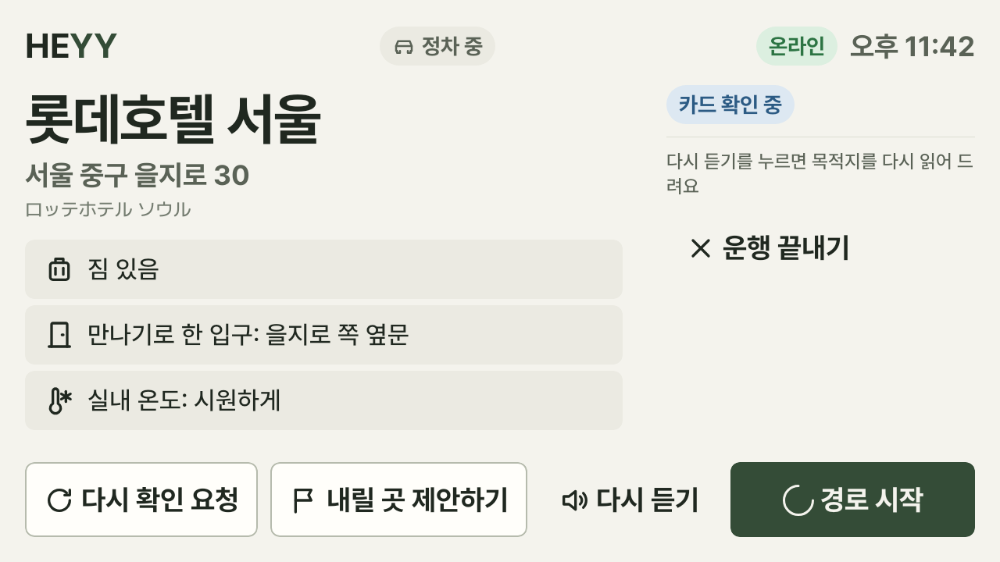 HEYY
정차 중
온라인
오후 11:42
롯데호텔 서울
서울 중구 을지로 30
ロッテホテル ソウル
짐 있음
만나기로 한 입구: 을지로 쪽 옆문
실내 온도: 시원하게
카드 확인 중
다시 듣기를 누르면 목적지를 다시 읽어 드
려요
운행 끝내기
다시 확인 요청
내릴 곳 제안하기
다시 듣기
경로 시작